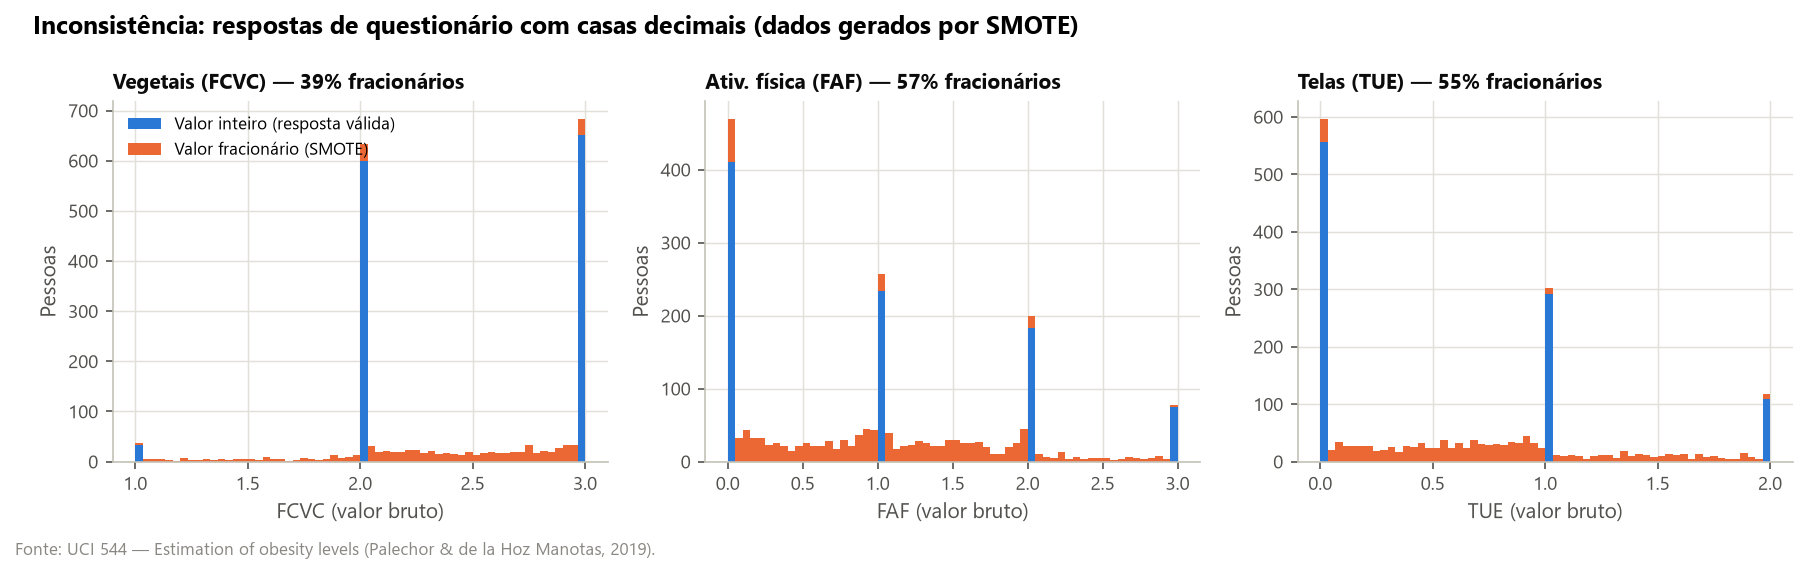 Inconsistência: respostas de questionário com casas decimais (dados gerados por SMOTE)
Vegetais (FCVC) — 39% fracionários
700
600
500
400
300
200
100
0
Pessoas
Valor inteiro (resposta válida)
Valor fracionário (SMOTE)
1.0 1.5 2.0 2.5 3.0
FCVC (valor bruto)
Ativ. física (FAF) — 57% fracionários
400
300
200
100
0
Pessoas
0.0 0.5 1.0 1.5 2.0 2.5 3.0
FAF (valor bruto)
Telas (TUE) — 55% fracionários
600
500
400
300
200
100
0
Pessoas
0.0 0.5 1.0 1.5 2.0
TUE (valor bruto)
Fonte: UCI 544 — Estimation of obesity levels (Palechor & de la Hoz Manotas, 2019).